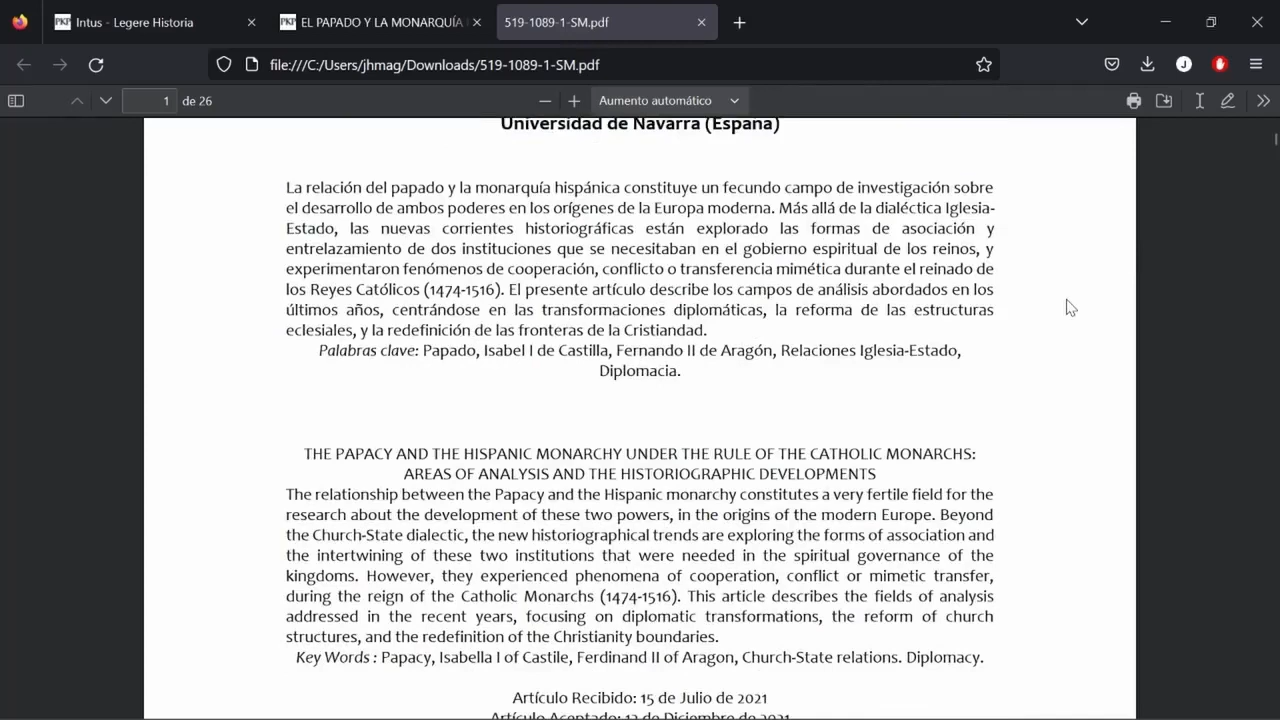 Intus - Legere Historia
EL PAPADO Y LA MONARQUÍA
519-1089-1-SM.pdf
file:///C:/Users/jhmag/Downloads/519-1089-1-SM.pdf
J
1 de 26
Aumento automático
Universidad de Navarra (España)
La relación del papado y la monarquía hispánica constituye un fecundo campo de investigación sobre
el desarrollo de ambos poderes en los orígenes de la Europa moderna. Más allá de la dialéctica Iglesia-
Estado, las nuevas corrientes historiográficas están explorado las formas de asociación y
entrelazamiento de dos instituciones que se necesitaban en el gobierno espiritual de los reinos, y
experimentaron fenómenos de cooperación, conflicto o transferencia mimética durante el reinado de
los Reyes Católicos (1474-1516). El presente artículo describe los campos de análisis abordados en los
últimos años, centrándose en las transformaciones diplomáticas, la reforma de las estructuras
eclesiales, y la redefinición de las fronteras de la Cristiandad.
Palabras clave: Papado, Isabel I de Castilla, Fernando II de Aragón, Relaciones Iglesia-Estado,
Diplomacia.
THE PAPACY AND THE HISPANIC MONARCHY UNDER THE RULE OF THE CATHOLIC MONARCHS:
AREAS OF ANALYSIS AND THE HISTORIOGRAPHIC DEVELOPMENTS
The relationship between the Papacy and the Hispanic monarchy constitutes a very fertile field for the
research about the development of these two powers, in the origins of the modern Europe. Beyond
the Church-State dialectic, the new historiographical trends are exploring the forms of association and
the intertwining of these two institutions that were needed in the spiritual governance of the
kingdoms. However, they experienced phenomena of cooperation, conflict or mimetic transfer,
during the reign of the Catholic Monarchs (1474-1516). This article describes the fields of analysis
addressed in the recent years, focusing on diplomatic transformations, the reform of church
structures, and the redefinition of the Christianity boundaries.
Key Words : Papacy, Isabella I of Castile, Ferdinand II of Aragon, Church-State relations. Diplomacy.
Artículo Recibido: 15 de Julio de 2021
Artículo Aceptado: 13 de Diciembre de 2021